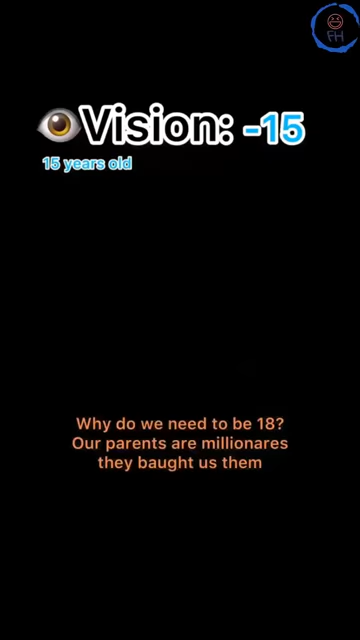 FH
👁Vision: -15
15 years old
Why do we need to be 18?
Our parents are millionares
they baught us them